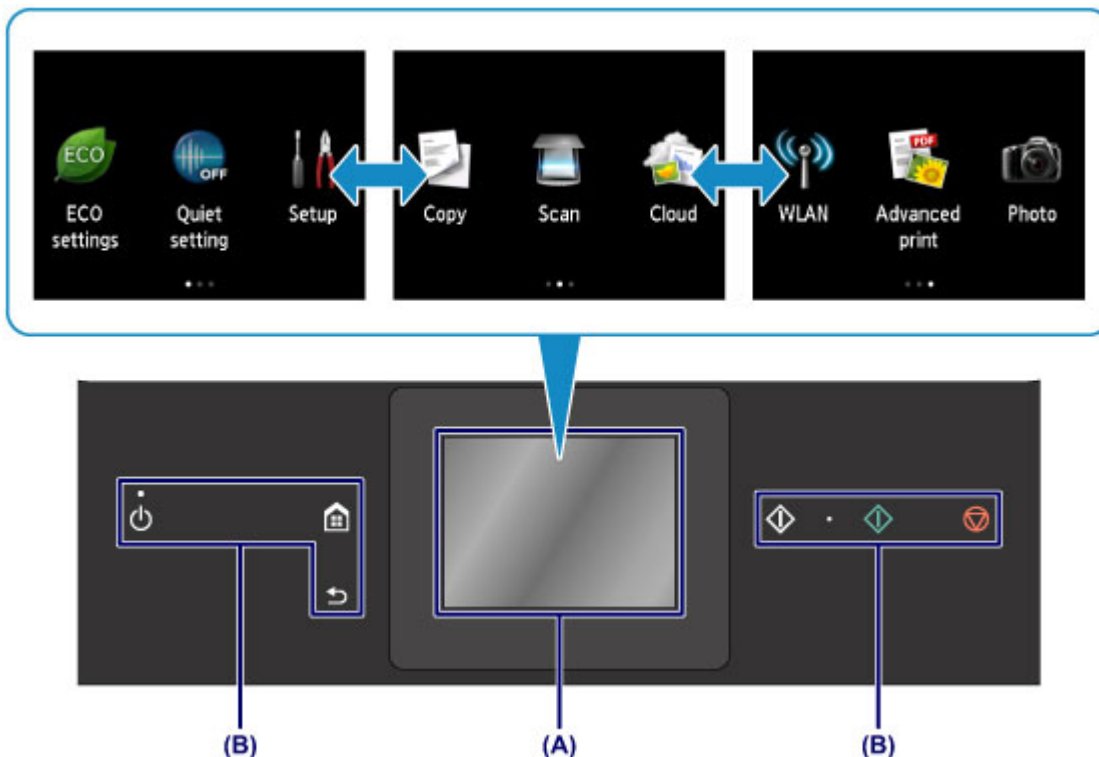 ECO
OFF
PDF
ECO
settings
Quiet
setting
Setup
Copy
Scan
Cloud
WLAN
Advanced
print
Photo
(B)
(A)
(B)